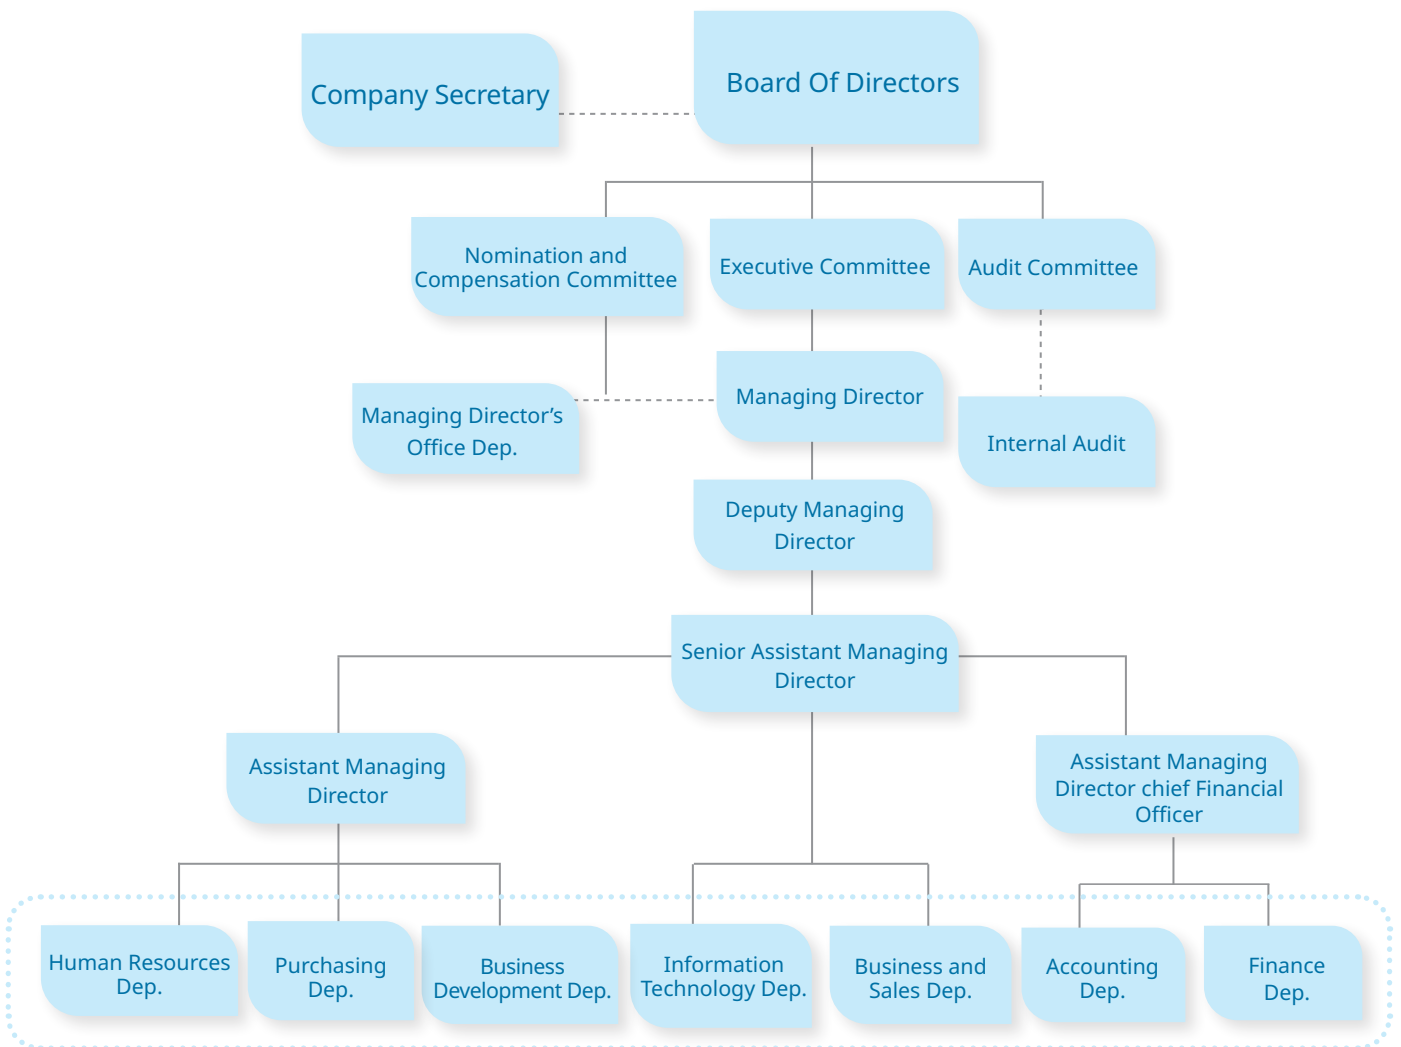 Company Secretary
Board Of Directors
Nomination and
Compensation Committee
Executive Committee
Audit Committee
Managing Director’s
Office Dep.
Managing Director
Internal Audit
Deputy Managing
Director
Senior Assistant Managing
Director
Assistant Managing
Director
Assistant Managing
Director chief Financial
Officer
Human Resources
Dep.
Purchasing
Dep.
Business
Development Dep.
Information
Technology Dep.
Business and
Sales Dep.
Accounting
Dep.
Finance
Dep.